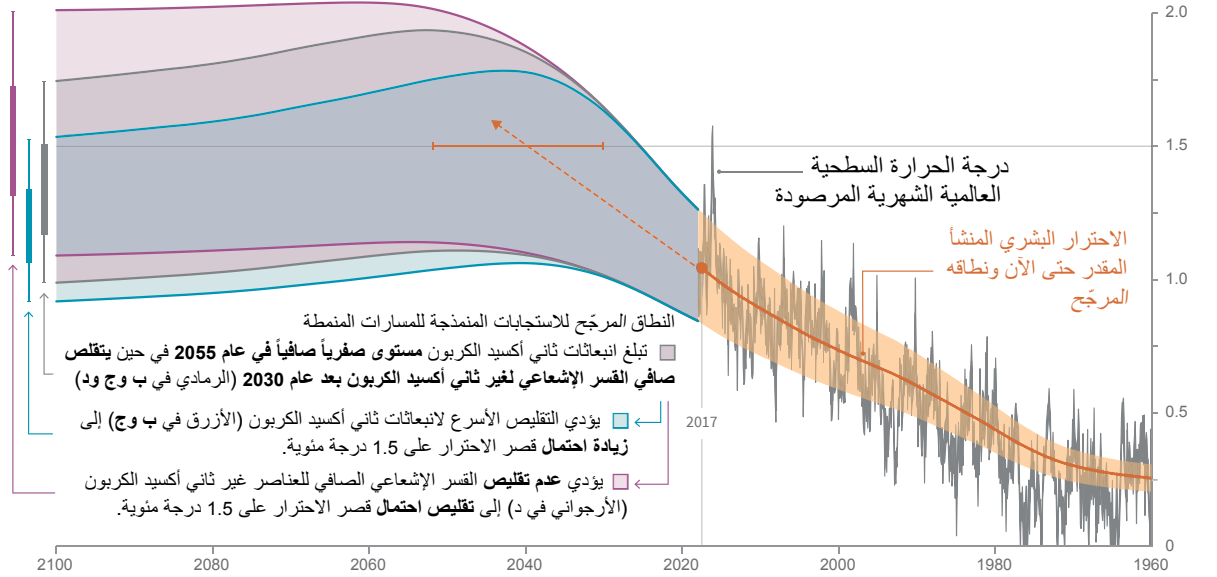 2.0
1.5
1.0
0.5
0
درجة الحرارة السطحية
العالمية الشهرية المرصودة
الاحترار البشري المنشأ
المقدر حتى الآن ونطاقه
المرجّح
2017
النطاق المرجّح للاستجابات المنمذجة للمسارات المنمطة
تبلغ انبعاثات ثاني أكسيد الكربون مستوى صفرياً صافياً في عام 2055 في حين يتقلص
صافي القسر الإشعاعي لغير ثاني أكسيد الكربون بعد عام 2030 (الرمادي في ب وج ود)
يؤدي التقليص الأسرع لانبعاثات ثاني أكسيد الكربون (الأزرق في ب وج) إلى
زيادة احتمال قصر الاحترار على 1.5 درجة مئوية.
يؤدي عدم تقليص القسر الإشعاعي الصافي للعناصر غير ثاني أكسيد الكربون
(الأرجواني في د) إلى تقليص احتمال قصر الاحترار على 1.5 درجة مئوية.
1960
1980
2000
2020
2040
2060
2080
2100